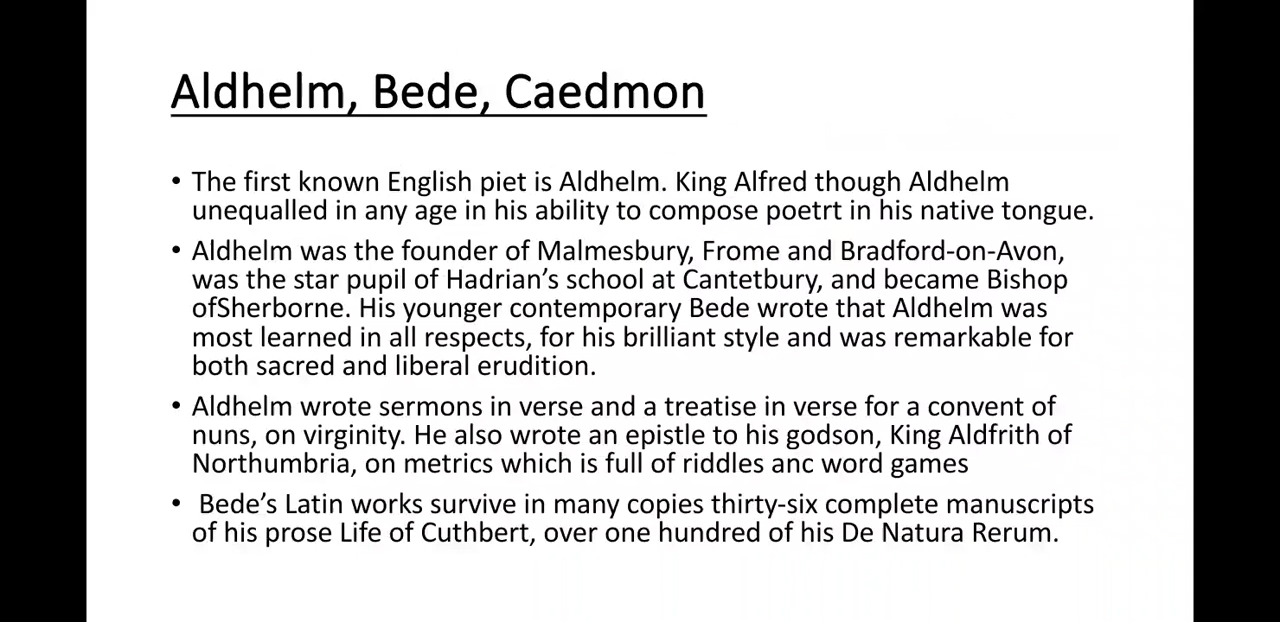 Aldhelm, Bede, Caedmon
• The first known English piet is Aldhelm. King Alfred though Aldhelm
unequalled in any age in his ability to compose poetrt in his native tongue.
• Aldhelm was the founder of Malmesbury, Frome and Bradford-on-Avon,
was the star pupil of Hadrian’s school at Cantetbury, and became Bishop
ofSherborne. His younger contemporary Bede wrote that Aldhelm was
most learned in all respects, for his brilliant style and was remarkable for
both sacred and liberal erudition.
• Aldhelm wrote sermons in verse and a treatise in verse for a convent of
nuns, on virginity. He also wrote an epistle to his godson, King Aldfrith of
Northumbria, on metrics which is full of riddles anc word games
• Bede’s Latin works survive in many copies thirty-six complete manuscripts
of his prose Life of Cuthbert, over one hundred of his De Natura Rerum.